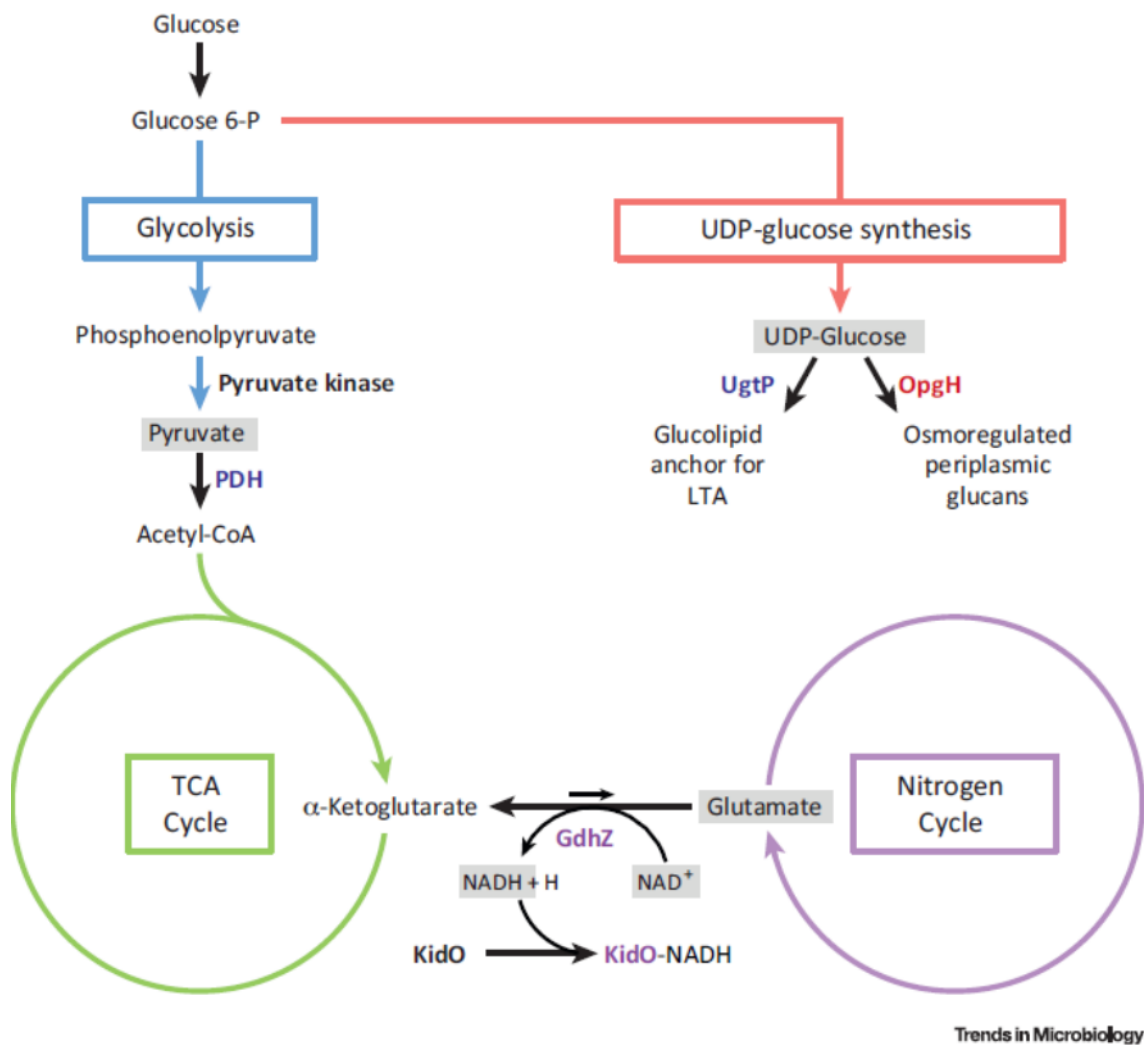 Glucose
Glucose 6-P
Glycolysis
UDP-glucose synthesis
Phosphoenolpyruvate
UDP-Glucose
Pyruvate kinase
UgtP
OpgH
Pyruvate
Glucolipid
anchor for
LTA
Osmoregulated
periplasmic
glucans
PDH
Acetyl-CoA
TCA
Cycle
α-Ketoglutarate
Glutamate
Nitrogen
Cycle
GdhZ
NADH + H
NAD⁺
KidO
KidO-NADH
Trends in Microbiology